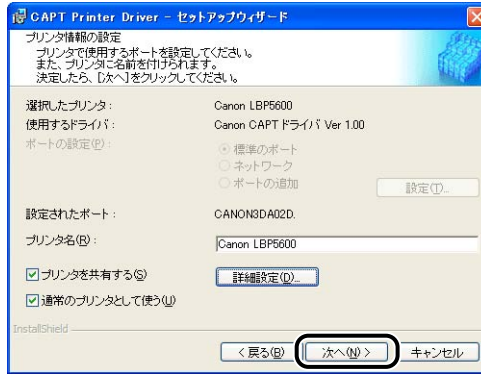 CAPT Printer Driver - セットアップウィザード
プリンタ情報の設定
プリンタで使用するポートを設定してください。
また、プリンタに名前を付けられます。
決定したら、[次へ]をクリックしてください。
選択したプリンタ: Canon LBP5600
使用するドライバ: Canon CAPT ドライバ Ver 1.00
ポートの設定(P): 標準のポート
ネットワーク
ポートの追加 設定(T)...
設定されたポート: CANON3DA02D.
プリンタ名(R): Canon LBP5600
プリンタを共有する(S) 詳細設定(D)...
通常のプリンタとして使う(U)
InstallShield
< 戻る(B) 次へ(N) > キャンセル